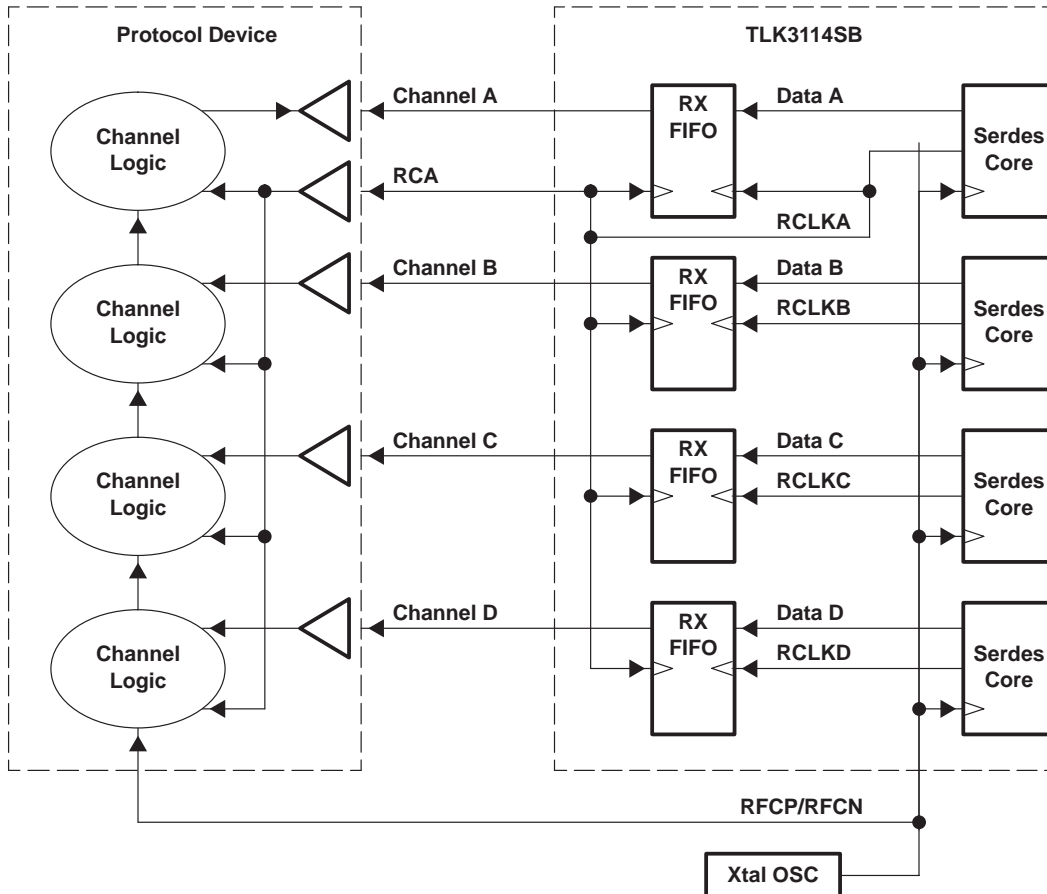 Protocol Device
TLK3114SB
Channel A
RX
FIFO
Data A
Channel
Logic
Serdes
Core
RCA
RCLKA
Channel B
RX
FIFO
Data B
RCLKB
Channel
Logic
Serdes
Core
Channel C
RX
FIFO
Data C
RCLKC
Channel
Logic
Serdes
Core
Channel D
RX
FIFO
Data D
RCLKD
Channel
Logic
Serdes
Core
RFCP/RFCN
Xtal OSC